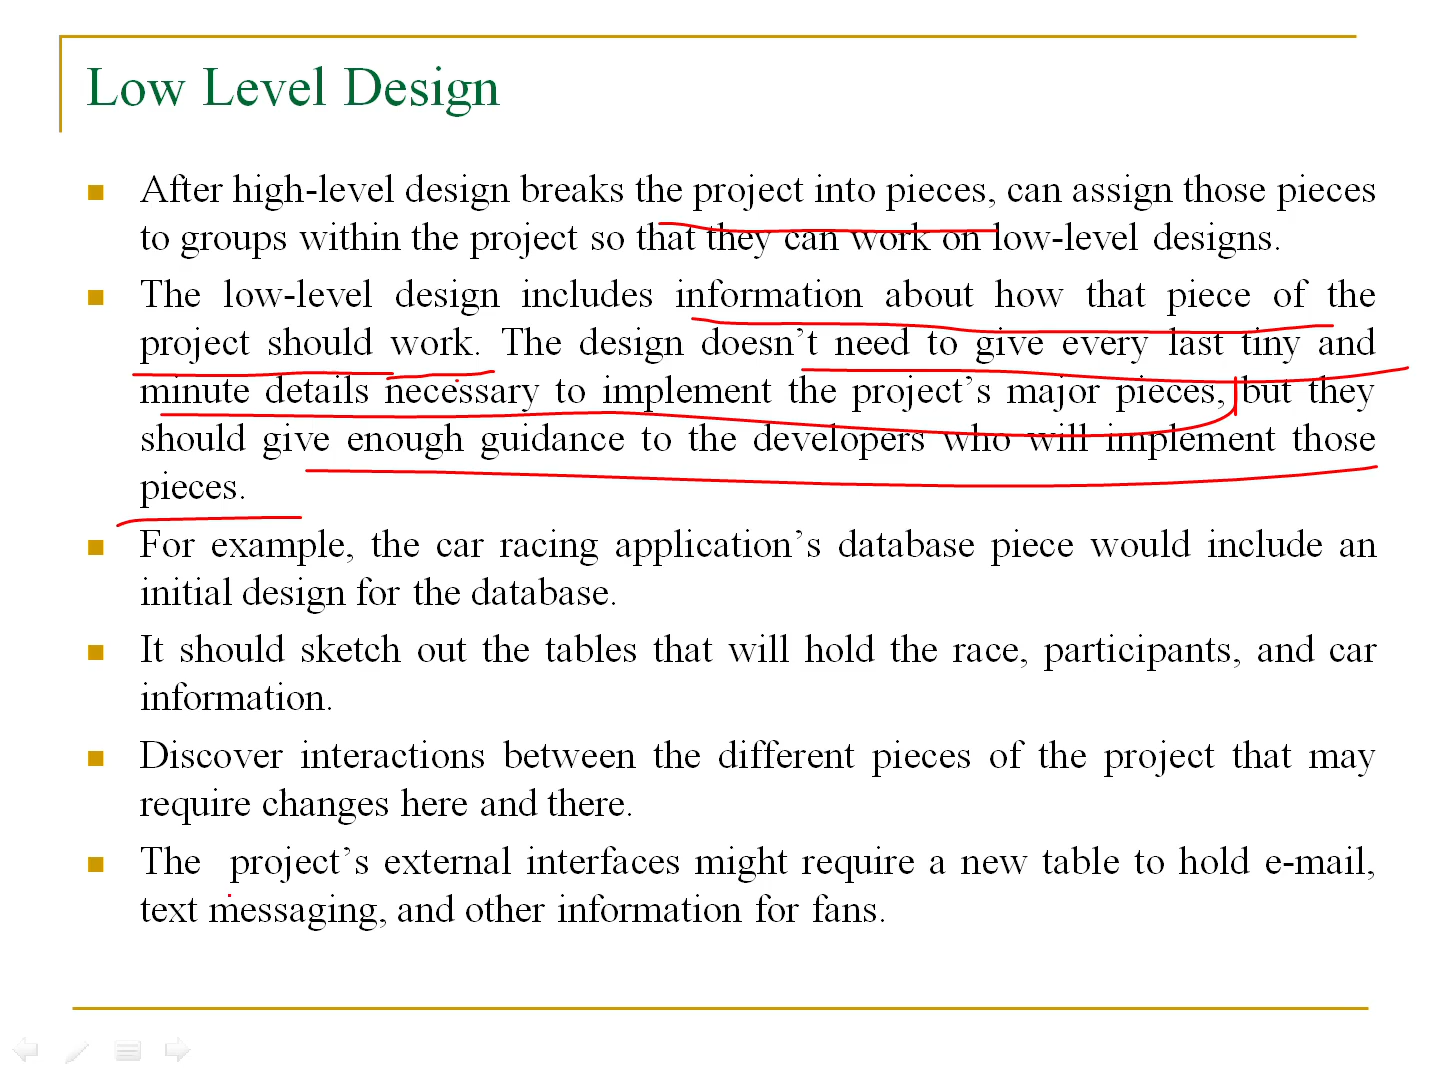 Low Level Design
After high-level design breaks the project into pieces, can assign those pieces
to groups within the project so that they can work on low-level designs.
The low-level design includes information about how that piece of the
project should work. The design doesn’t need to give every last tiny and
minute details necessary to implement the project’s major pieces, but they
should give enough guidance to the developers who will implement those
pieces.
For example, the car racing application’s database piece would include an
initial design for the database.
It should sketch out the tables that will hold the race, participants, and car
information.
Discover interactions between the different pieces of the project that may
require changes here and there.
The project’s external interfaces might require a new table to hold e-mail,
text messaging, and other information for fans.